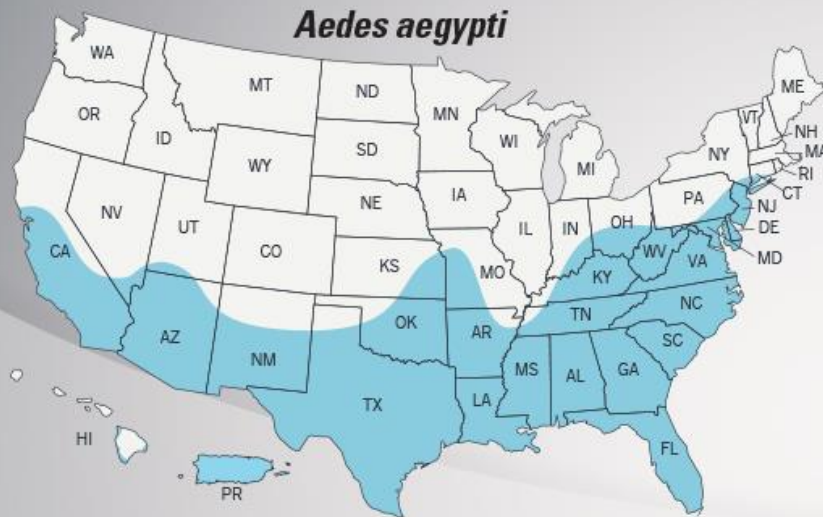 Aedes aegypti
WA
MT
ND
MN
ME
VT
NH
MA
RI
CT
OR
ID
WY
SD
WI
MI
NY
NV
UT
CO
NE
IA
IL
IN
OH
PA
NJ
DE
MD
CA
KS
MO
KY
WV
VA
AZ
NM
OK
AR
TN
NC
SC
TX
LA
MS
AL
GA
FL
HI
PR